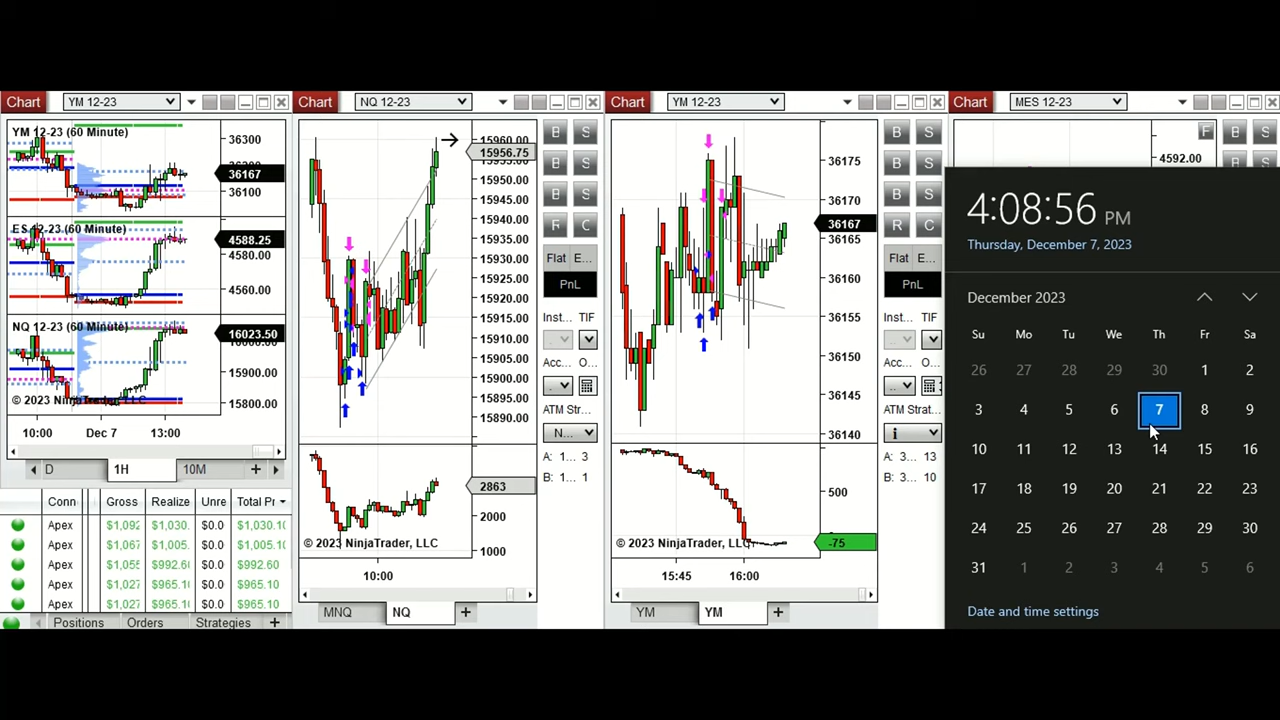 Chart YM 12-23
YM 12-23 (60 Minute)
36300
36167
36100
ES 12-23 (60 Minute)
4588.25
4580.00
4560.00
NQ 12-23 (60 Minute)
16023.50
15900.00
15800.00
© 2023 NinjaTrader, LLC
10:00 Dec 7 13:00
D 1H 10M +
Conn Gross Realize Unre Total Pr
Apex $1,092 $1,030. $0.0 $1,030.10
Apex $1,067 $1,005. $0.0 $1,005.10
Apex $1,055 $992.6 $0.0 $992.60
Apex $1,027 $965.1 $0.0 $965.10
Apex $1,027 $965.1 $0.0 $965.10
Positions Orders Strategies +
Chart NQ 12-23
15960.00
15956.75
15950.00
15945.00
15940.00
15935.00
15930.00
15925.00
15920.00
15915.00
15910.00
15905.00
15900.00
15895.00
15890.00
2863
2000
1000
© 2023 NinjaTrader, LLC
10:00
MNQ NQ +
B S
B S
B S
R C
Flat E...
PnL
Inst... TIF
Acc... O...
ATM Stra...
N...
A: 1... 3
B: 1... 1
Chart YM 12-23
36175
36170
36167
36165
36160
36155
36150
36145
36140
500
-75
© 2023 NinjaTrader, LLC
15:45 16:00
YM YM +
B S
B S
B S
R C
Flat E...
PnL
Inst... TIF
Acc... O...
ATM Strat...
A: 3... 13
B: 3... 10
Chart MES 12-23
F
4592.00
B S
B S
4:08:56 PM
Thursday, December 7, 2023
December 2023
Su Mo Tu We Th Fr Sa
26 27 28 29 30 1 2
3 4 5 6 7 8 9
10 11 12 13 14 15 16
17 18 19 20 21 22 23
24 25 26 27 28 29 30
31 1 2 3 4 5 6
Date and time settings